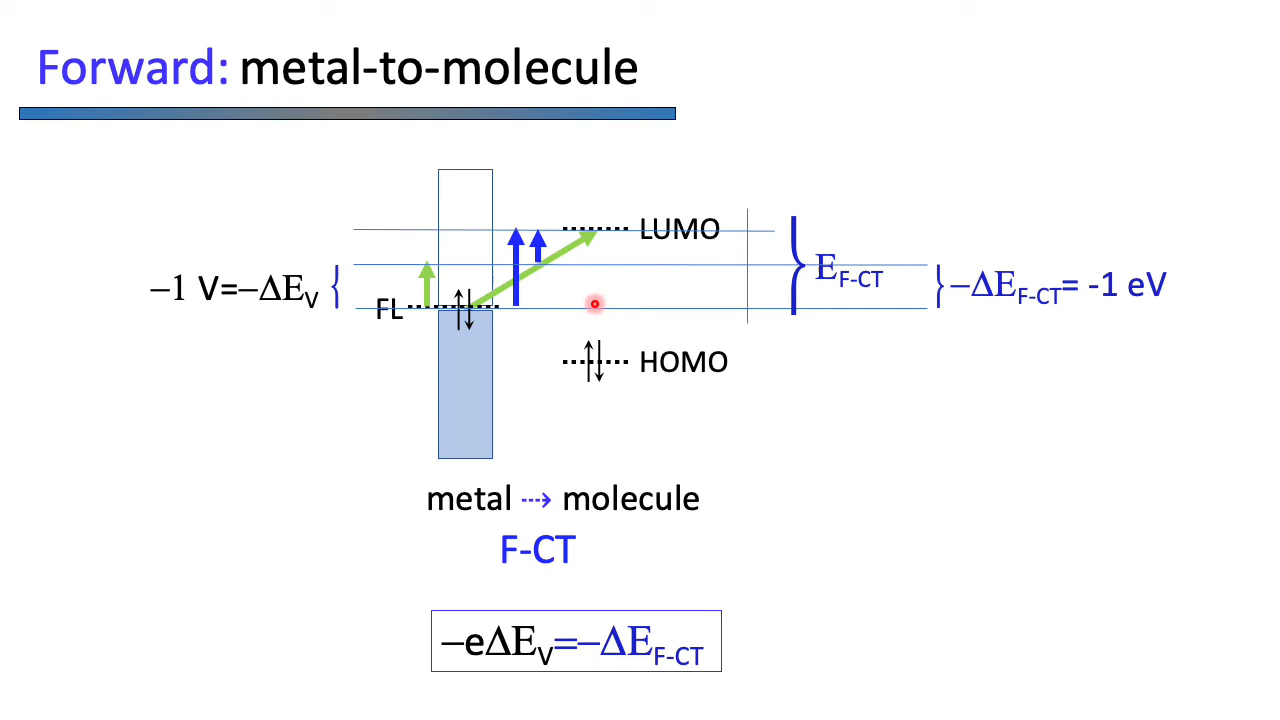 Forward: metal-to-molecule
LUMO
E_F-CT
−1 V=−ΔE_V
−ΔE_F-CT= -1 eV
FL
HOMO
metal ⇢ molecule
F-CT
−eΔE_V=−ΔE_F-CT